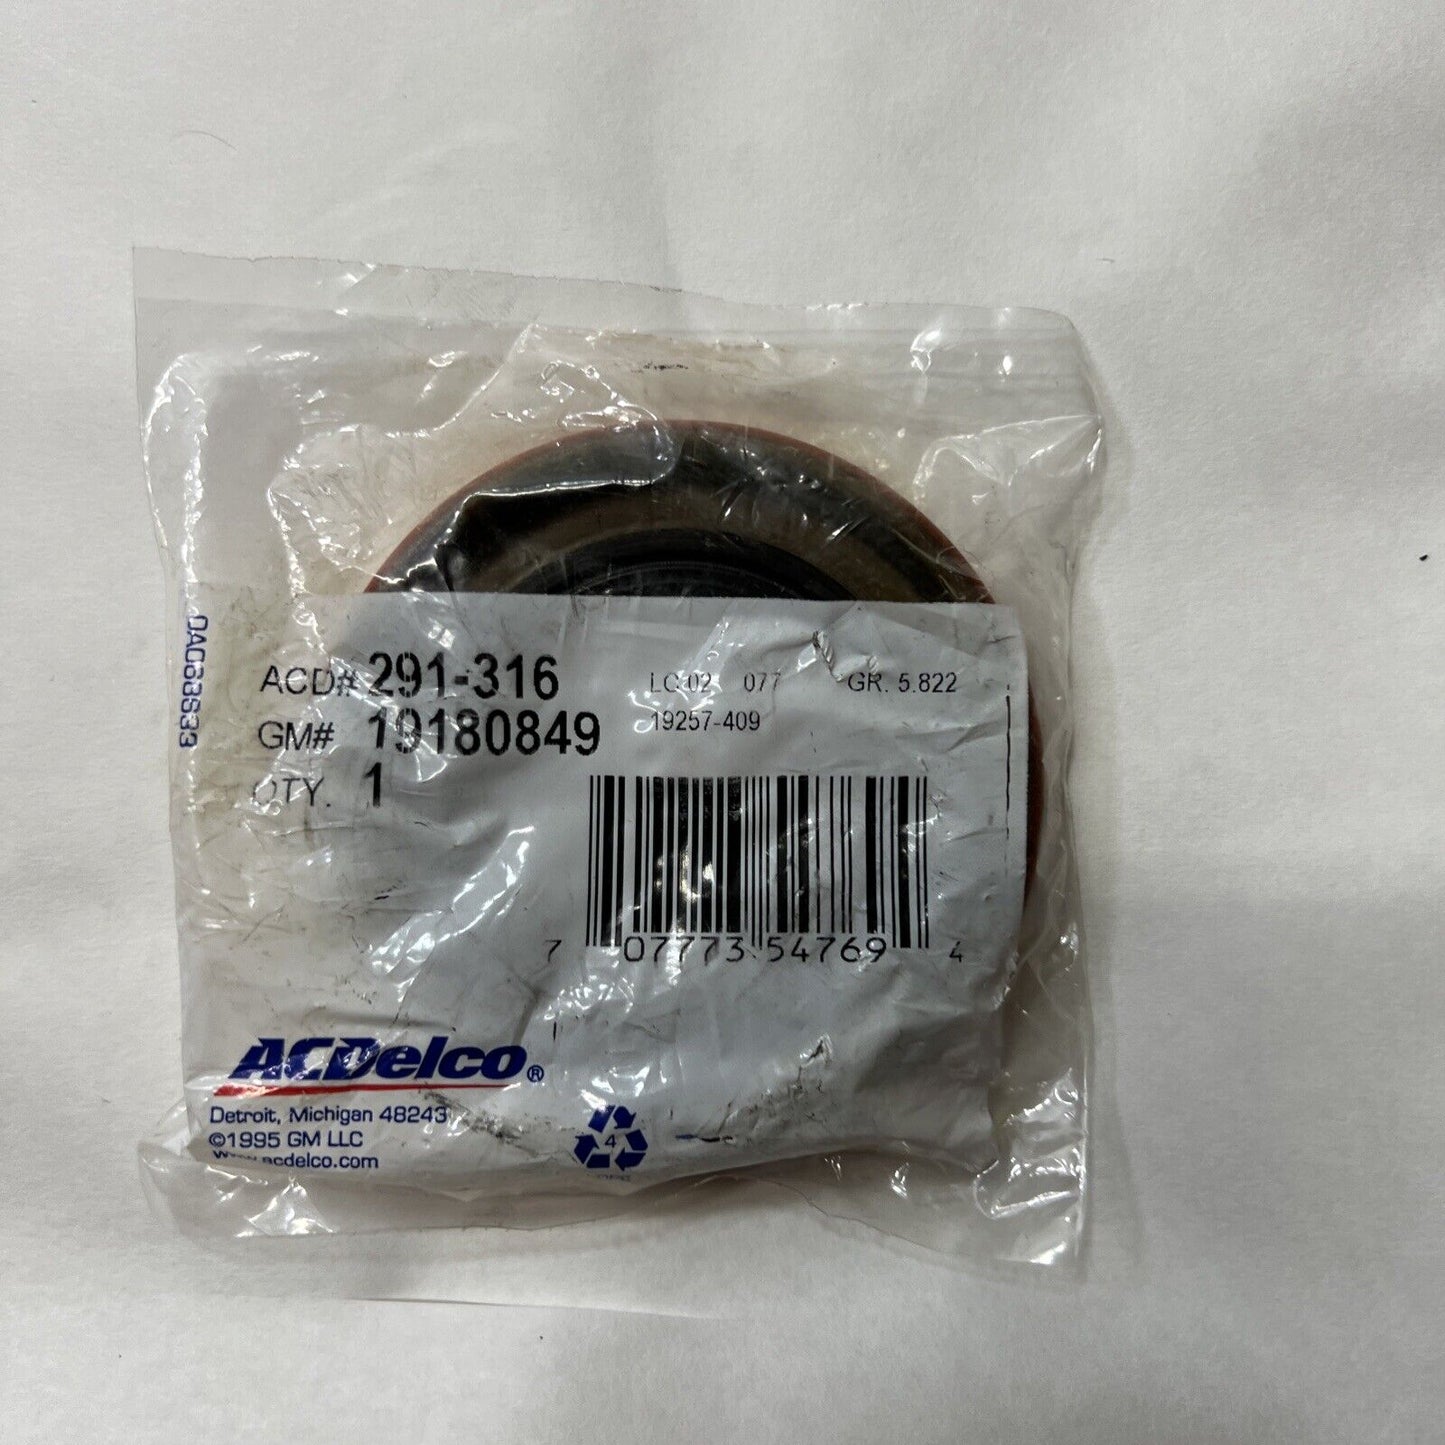 ACD# 291-316
GM# 19180849
QTY. 1
LC 02 077 GR. 5.822
19257-409
7 07773 54769 4
ACDelco®
Detroit, Michigan 48243
©1995 GM LLC
www.acdelco.com
4